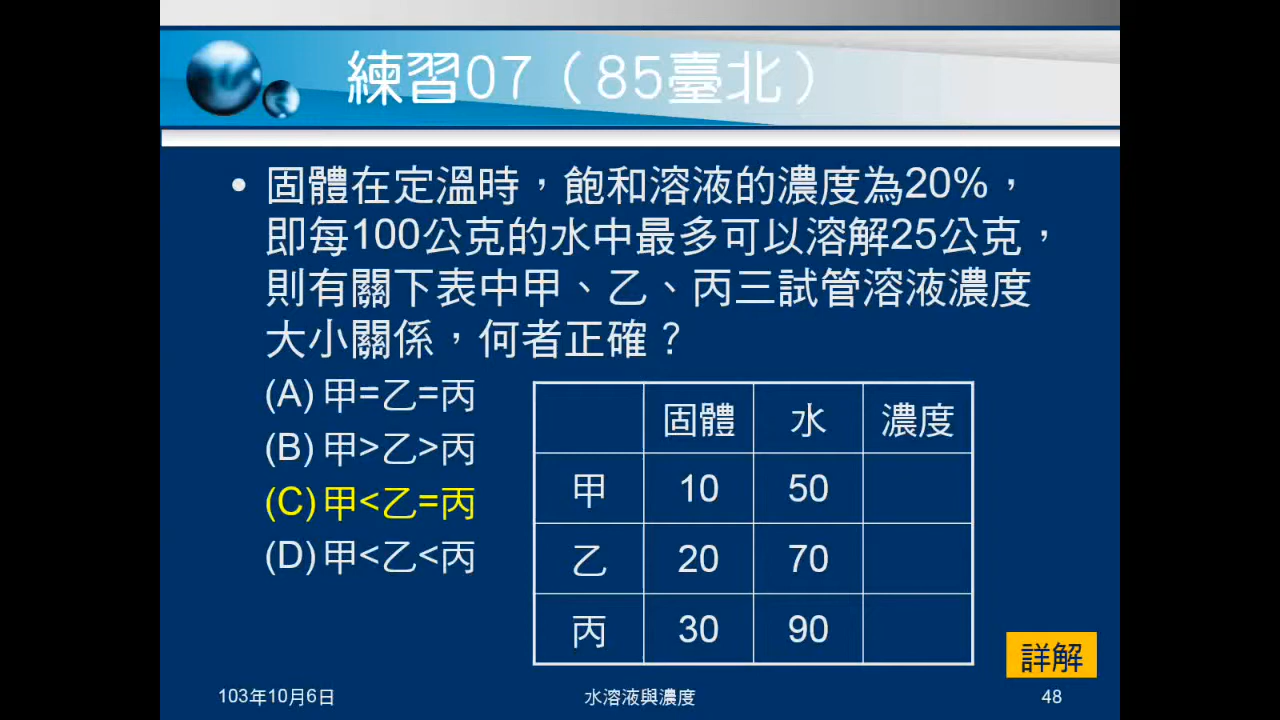 練習07（85臺北）
• 固體在定溫時，飽和溶液的濃度為20%，
即每100公克的水中最多可以溶解25公克，
則有關下表中甲、乙、丙三試管溶液濃度
大小關係，何者正確？
(A) 甲=乙=丙
(B) 甲>乙>丙
(C) 甲<乙=丙
(D) 甲<乙<丙
固體 水 濃度
甲 10 50
乙 20 70
丙 30 90
詳解
103年10月6日 水溶液與濃度 48